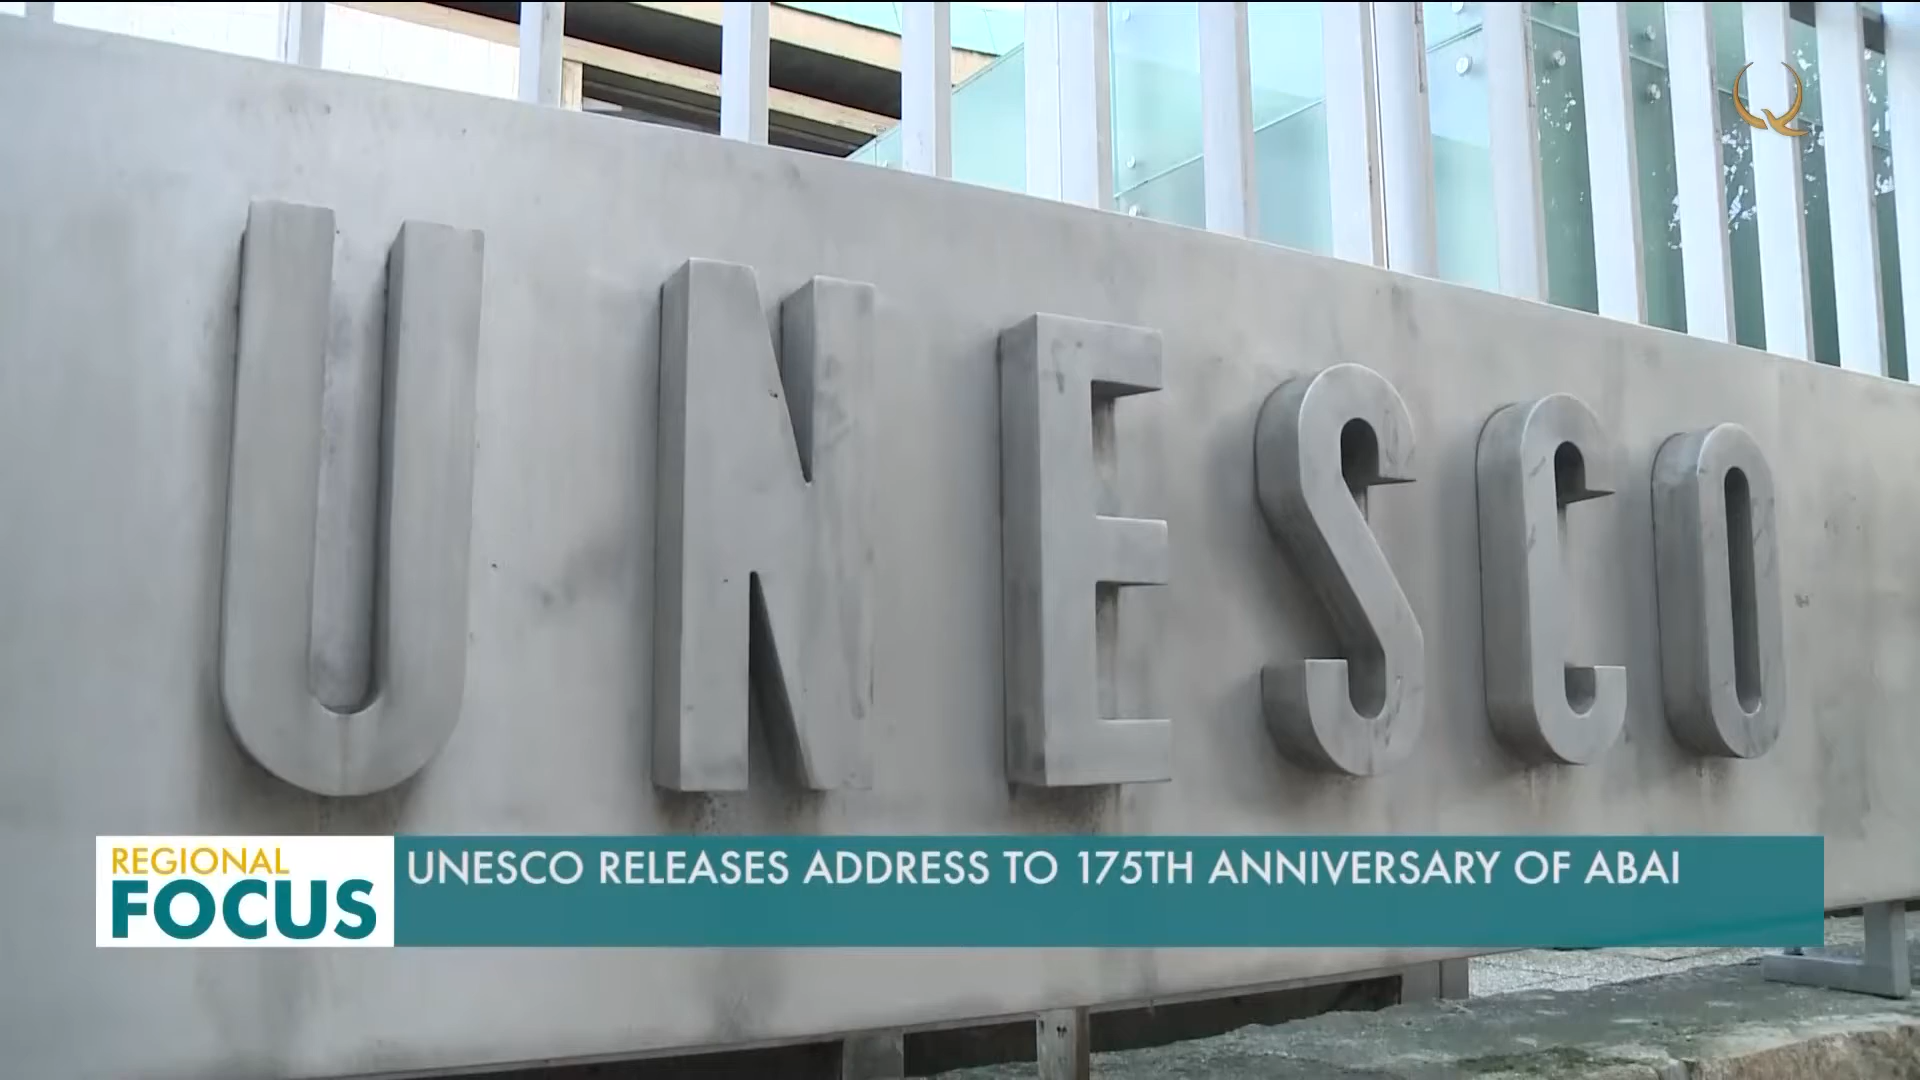 UNESCO
REGIONAL
FOCUS
UNESCO RELEASES ADDRESS TO 175TH ANNIVERSARY OF ABAI